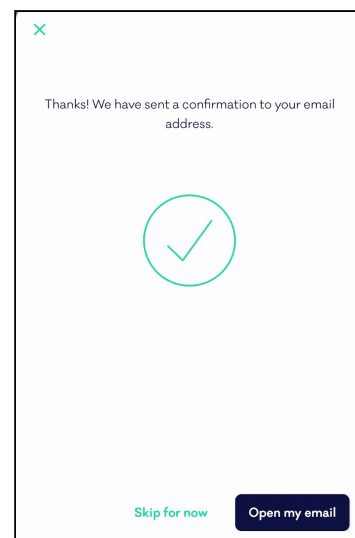 Thanks! We have sent a confirmation to your email
address.
Skip for now
Open my email